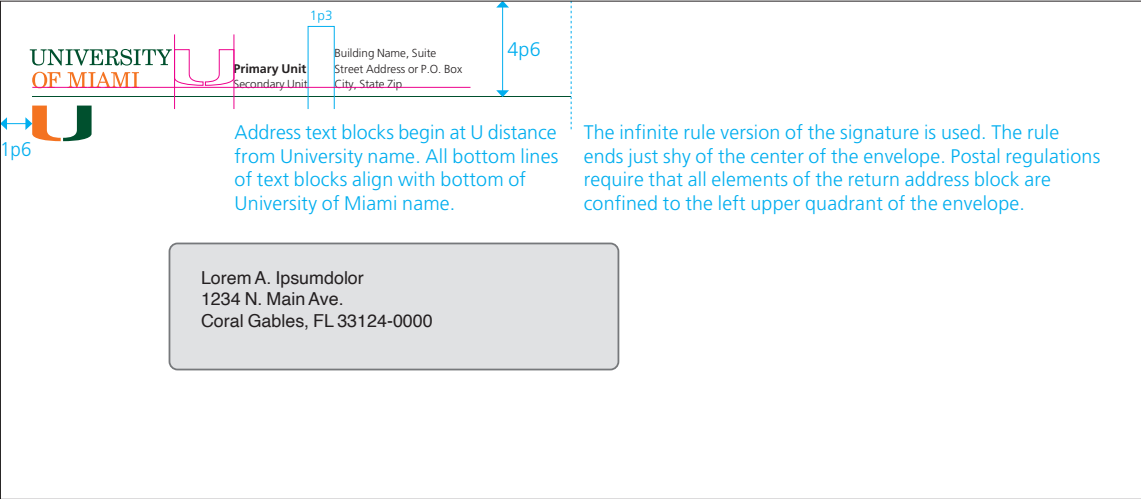 1p3
UNIVERSITY
OF MIAMI
Primary Unit
Secondary Unit
Building Name, Suite
Street Address or P.O. Box
City, State Zip
4p6
1p6
Address text blocks begin at U distance
from University name. All bottom lines
of text blocks align with bottom of
University of Miami name.
The infinite rule version of the signature is used. The rule
ends just shy of the center of the envelope. Postal regulations
require that all elements of the return address block are
confined to the left upper quadrant of the envelope.
Lorem A. Ipsumdolor
1234 N. Main Ave.
Coral Gables, FL 33124-0000